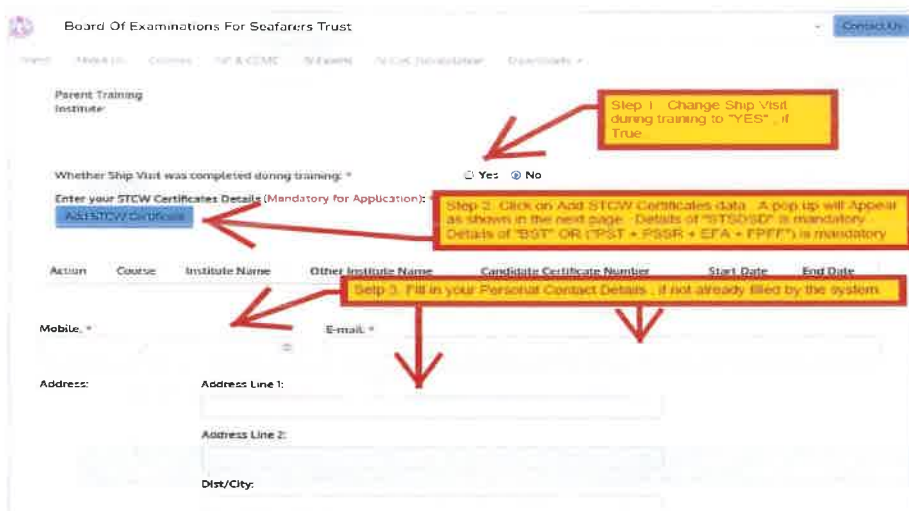 Board Of Examinations For Seafarers Trust
Contact Us
Parent Training
Institute:
Step 1. Change Ship Visit
during training to "YES" , if
True
Whether Ship Visit was completed during training: *
Yes
No
Enter your STCW Certificates Details (Mandatory for Application): *
Add STCW Certificate
Step 2. Click on Add STCW Certificates data. A pop up will Appear
as shown in the next page. Details of "STSDSD" is mandatory.
Details of "BST" OR ("PST + PSSR + EFA + FPFF") is mandatory
Action Course Institute Name Other Institute Name Candidate Certificate Number Start Date End Date
Setp 3. Fill in your Personal Contact Details , if not already filled by the system
Mobile: *
E-mail: *
Address:
Address Line 1:
Address Line 2:
Dist/City: